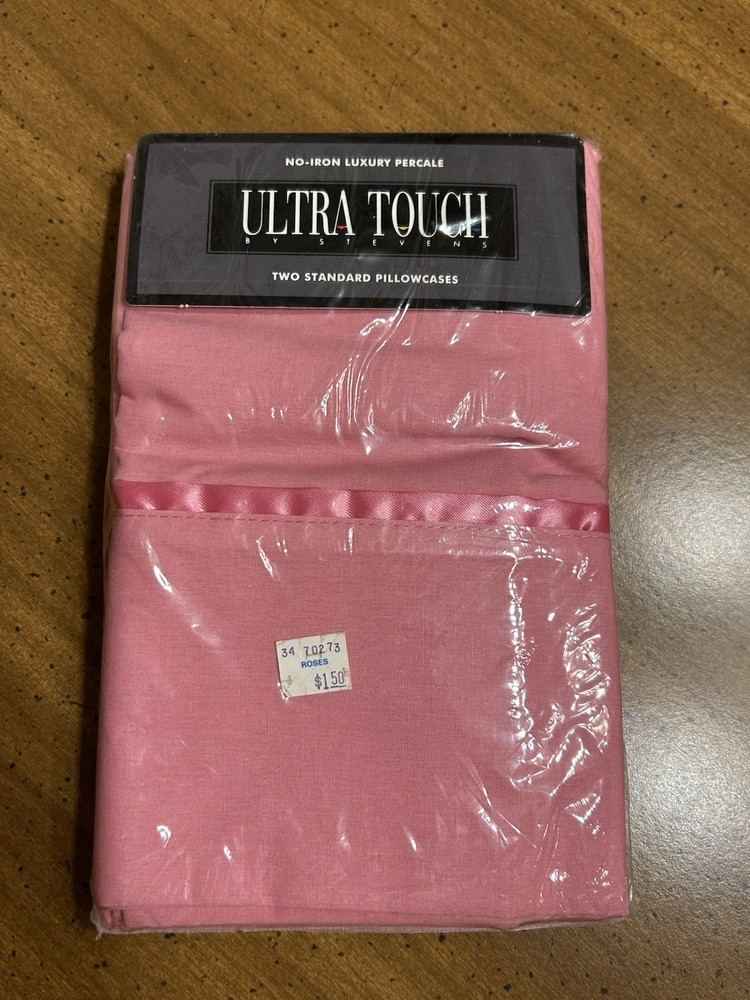 NO-IRON LUXURY PERCALE
ULTRA TOUCH
BY STEVENS
TWO STANDARD PILLOWCASES
34 70273
ROSES
$1.50